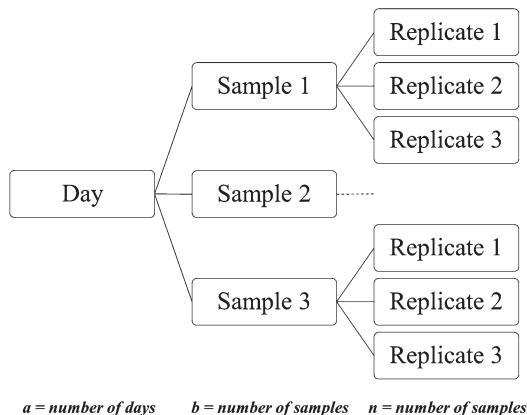 Replicate 1
Sample 1
Replicate 2
Replicate 3
Day
Sample 2
Replicate 1
Sample 3
Replicate 2
Replicate 3
a = number of days
b = number of samples
n = number of samples